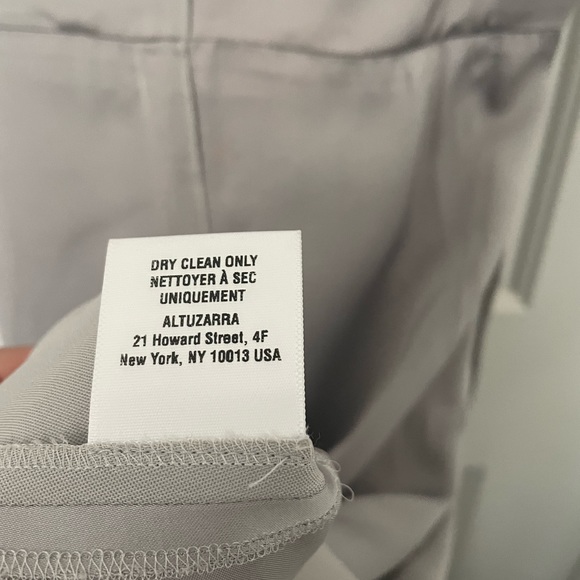 DRY CLEAN ONLY
NETTOYER À SEC
UNIQUEMENT
ALTUZARRA
21 Howard Street, 4F
New York, NY 10013 USA